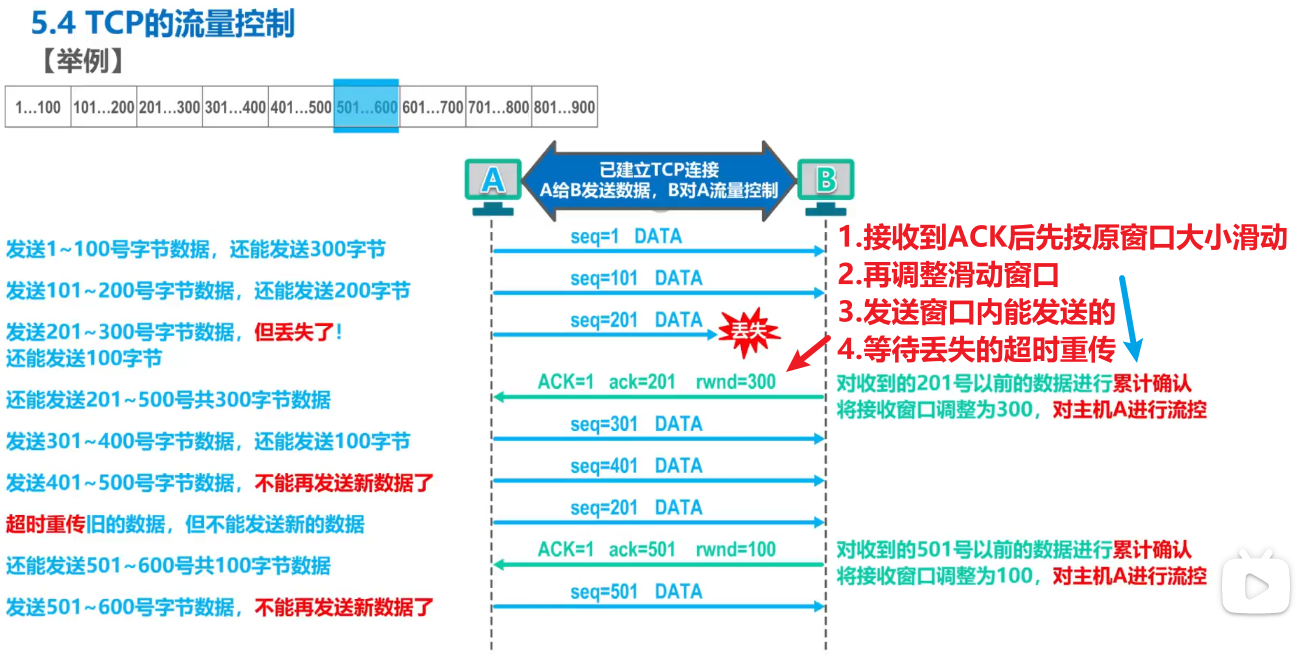 5.4 TCP的流量控制
【举例】
1...100 101...200 201...300 301...400 401...500 501...600 601...700 701...800 801...900
A
已建立TCP连接
A给B发送数据，B对A流量控制
B
发送1~100号字节数据，还能发送300字节
seq=1 DATA
1.接收到ACK后先按原窗口大小滑动
2.再调整滑动窗口
3.发送窗口内能发送的
4.等待丢失的超时重传
发送101~200号字节数据，还能发送200字节
seq=101 DATA
发送201~300号字节数据，但丢失了！
还能发送100字节
seq=201 DATA
丢失
还能发送201~500号共300字节数据
ACK=1 ack=201 rwnd=300
对收到的201号以前的数据进行累计确认
将接收窗口调整为300，对主机A进行流控
发送301~400号字节数据，还能发送100字节
seq=301 DATA
发送401~500号字节数据，不能再发送新数据了
seq=401 DATA
超时重传旧的数据，但不能发送新的数据
seq=201 DATA
还能发送501~600号共100字节数据
ACK=1 ack=501 rwnd=100
对收到的501号以前的数据进行累计确认
将接收窗口调整为100，对主机A进行流控
发送501~600号字节数据，不能再发送新数据了
seq=501 DATA